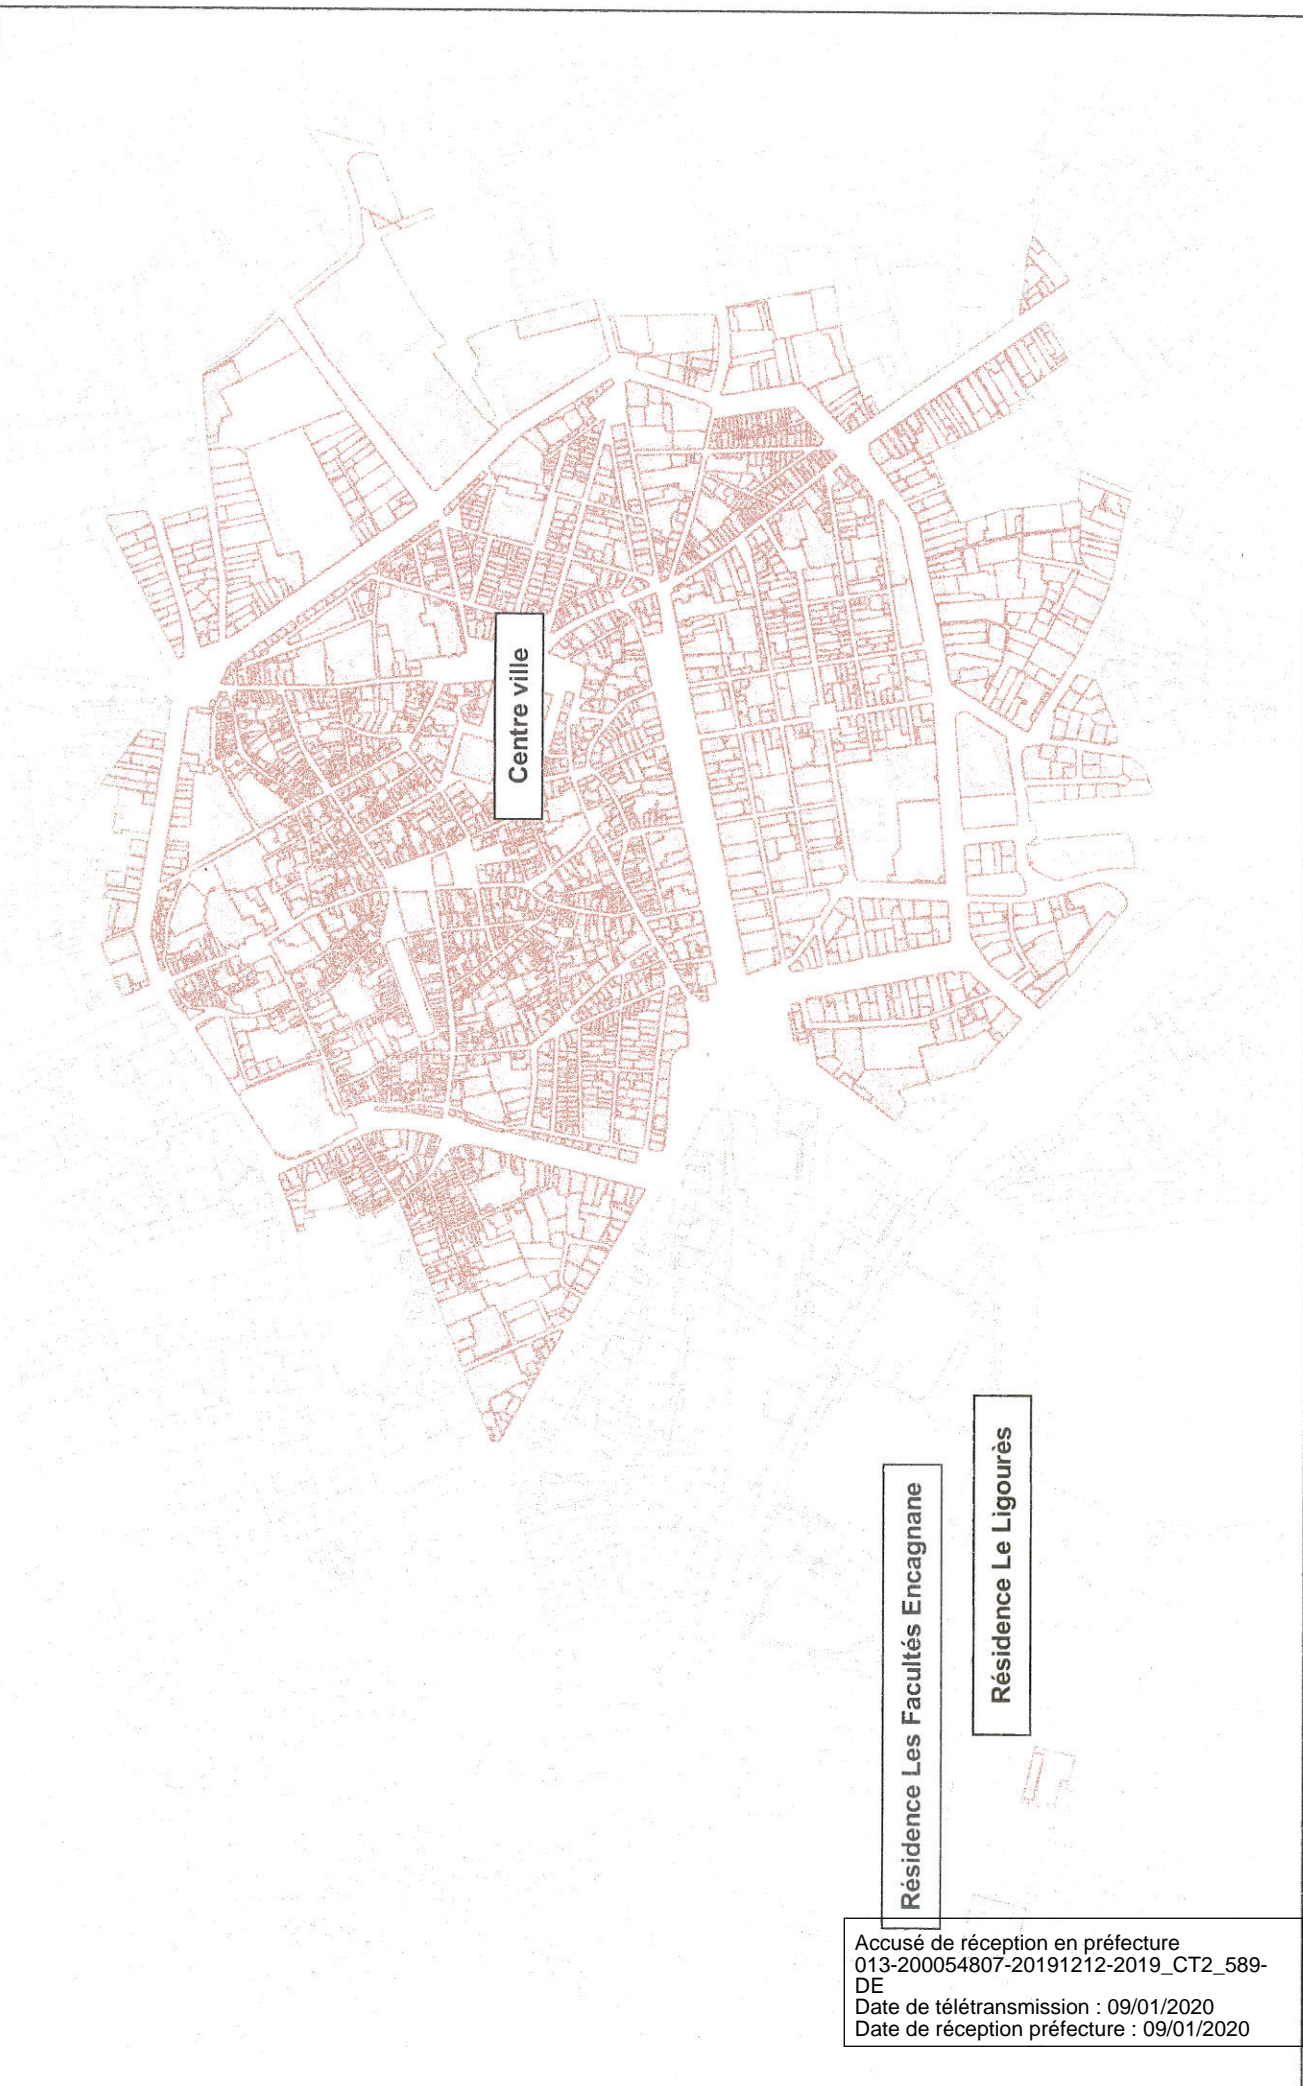 Centre ville
Résidence Les Facultés Encagnane
Résidence Le Ligourès
Accusé de réception en préfecture
013-200054807-20191212-2019_CT2_589-
DE
Date de télétransmission : 09/01/2020
Date de réception préfecture : 09/01/2020